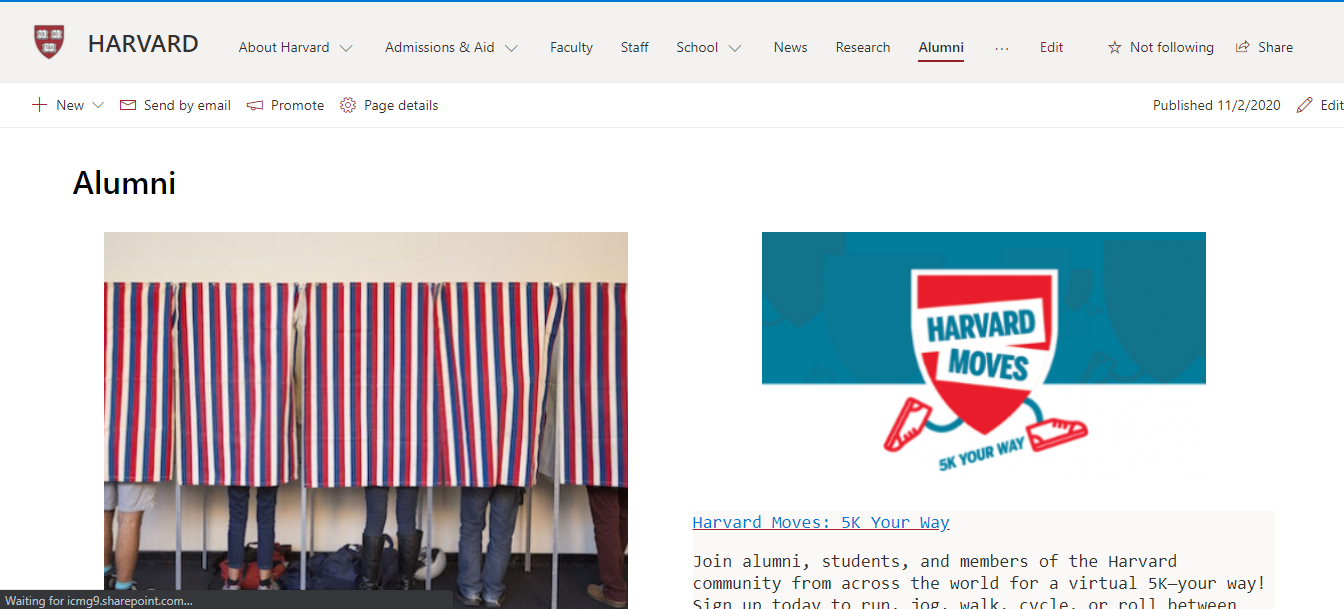 HARVARD About Harvard Admissions & Aid Faculty Staff School News Research Alumni ... Edit Not following Share
New Send by email Promote Page details Published 11/2/2020 Edit
Alumni
HARVARD
MOVES
5K YOUR WAY
Harvard Moves: 5K Your Way
Join alumni, students, and members of the Harvard
community from across the world for a virtual 5K—your way!
Sign up today to run, jog, walk, cycle, or roll between
Waiting for icmg9.sharepoint.com...